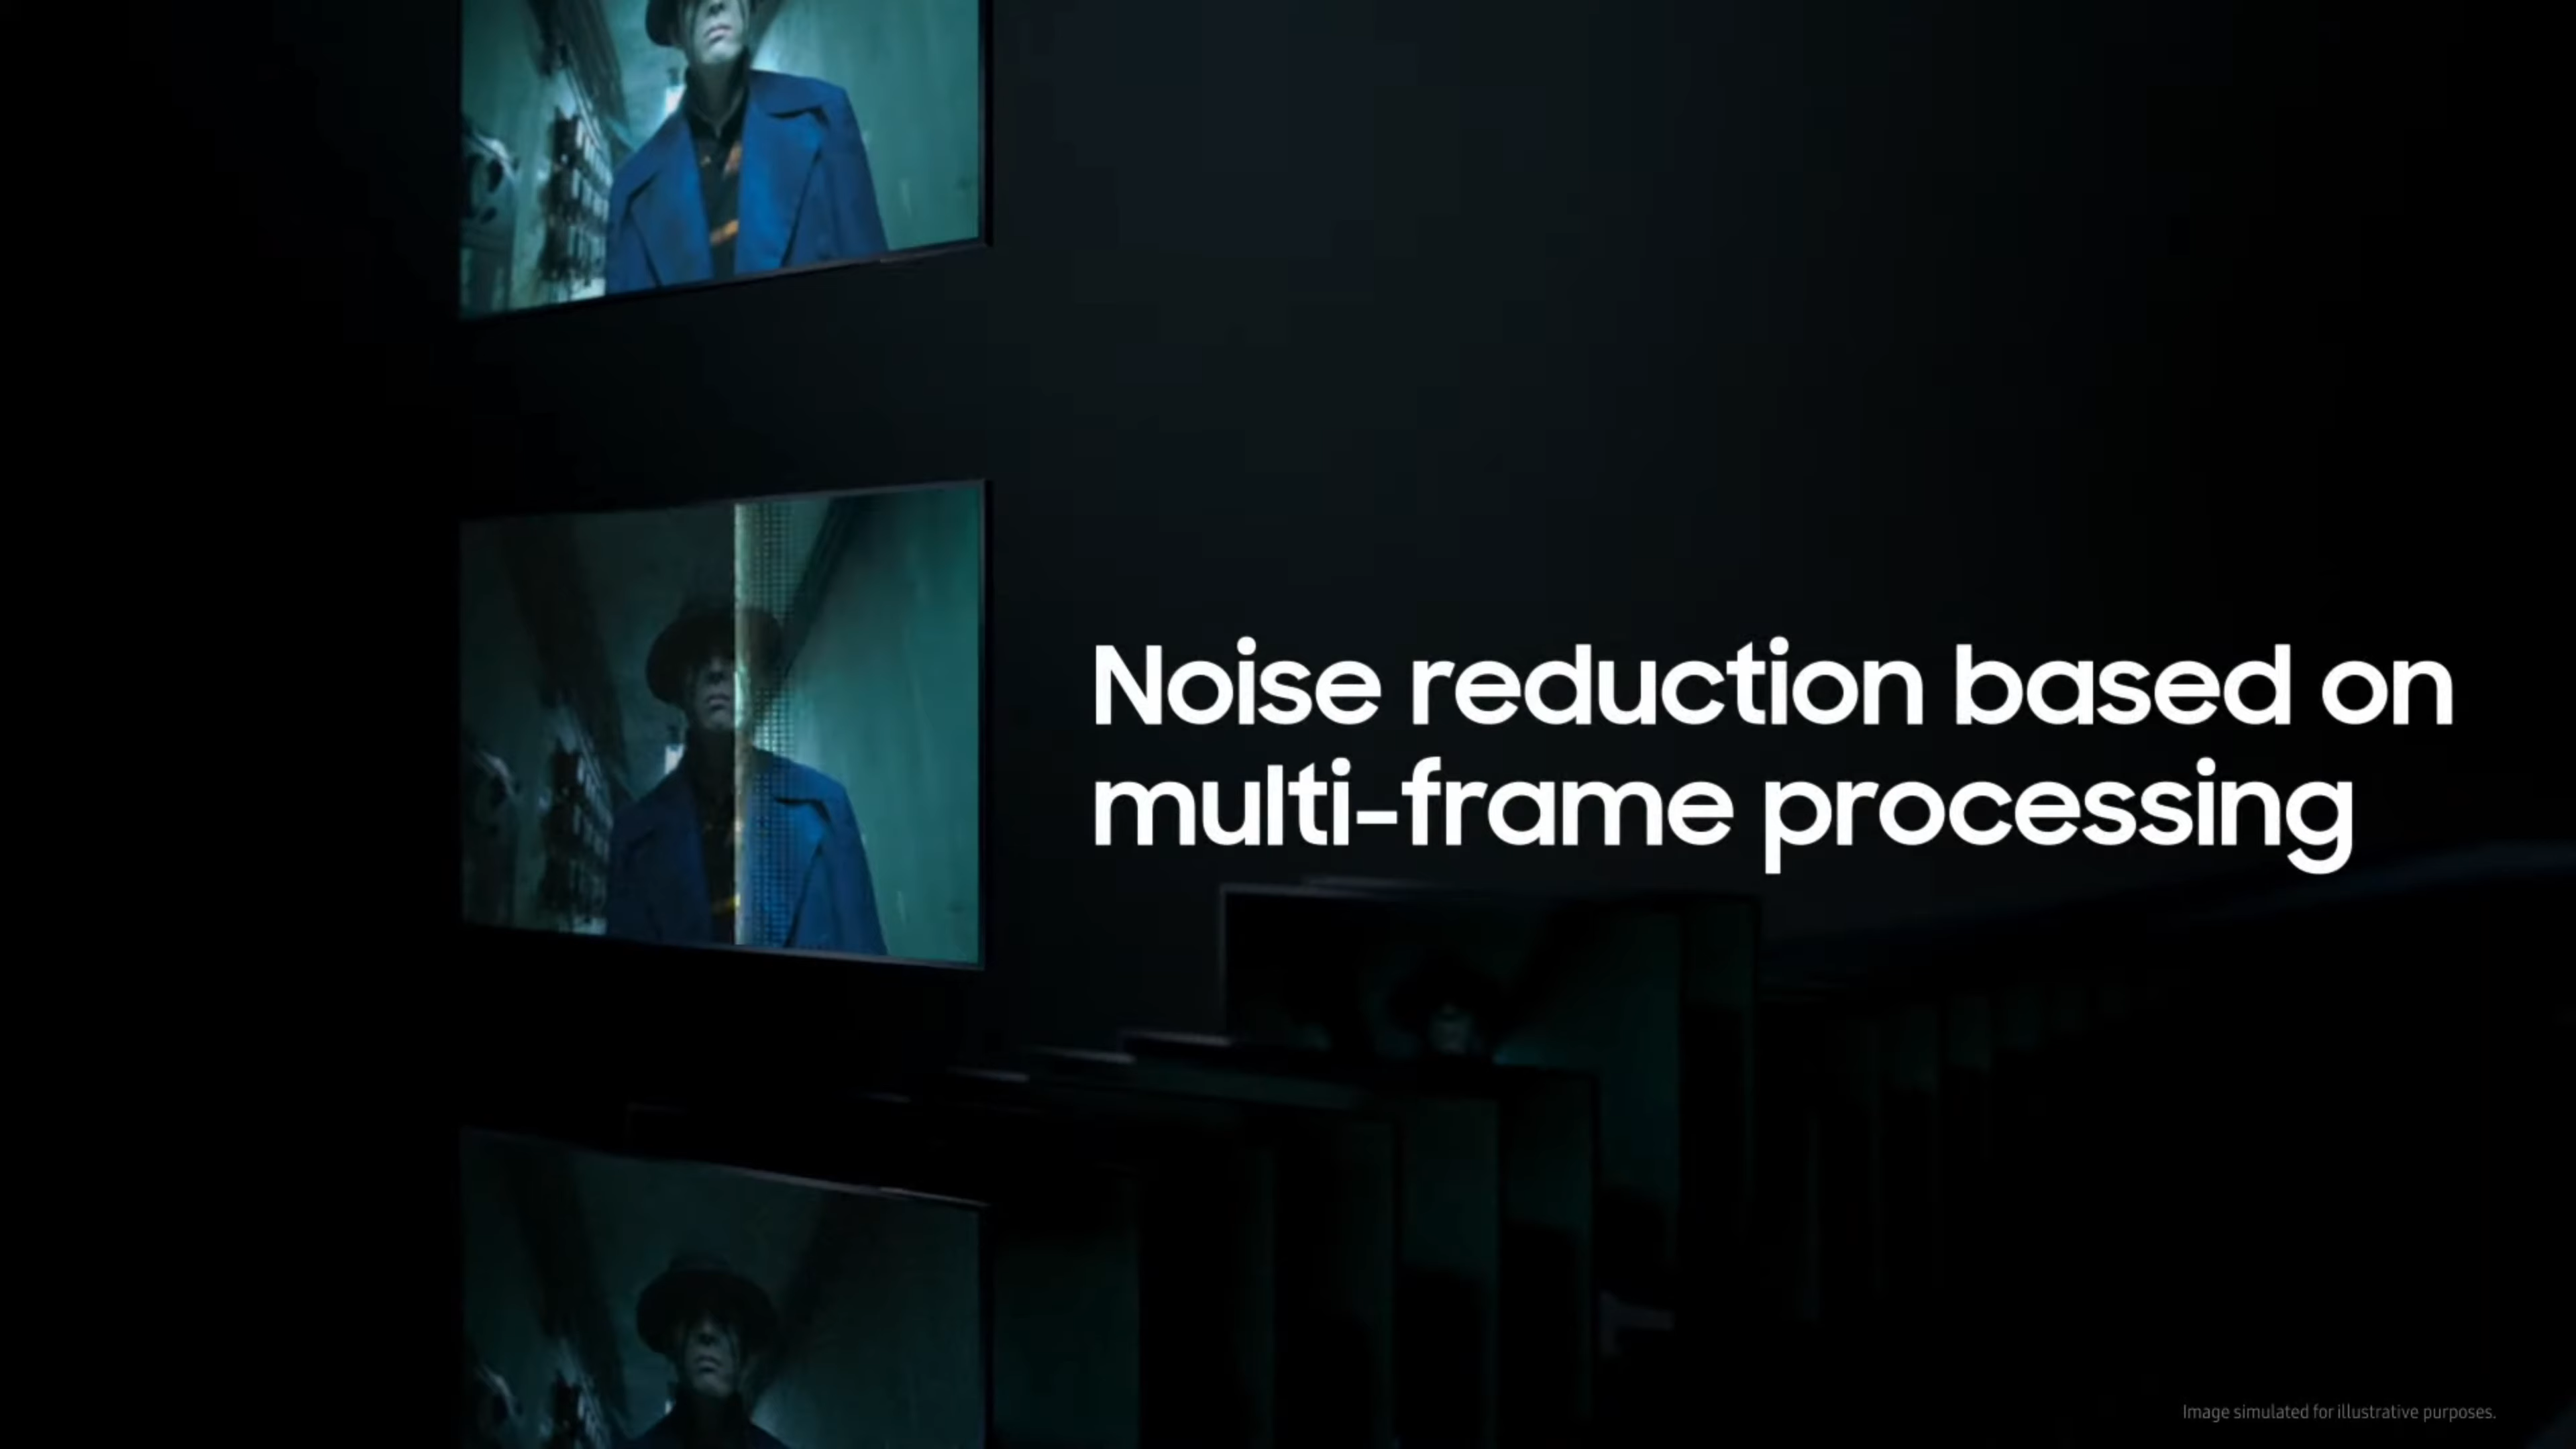 Noise reduction based on
multi-frame processing
Image simulated for illustrative purposes.